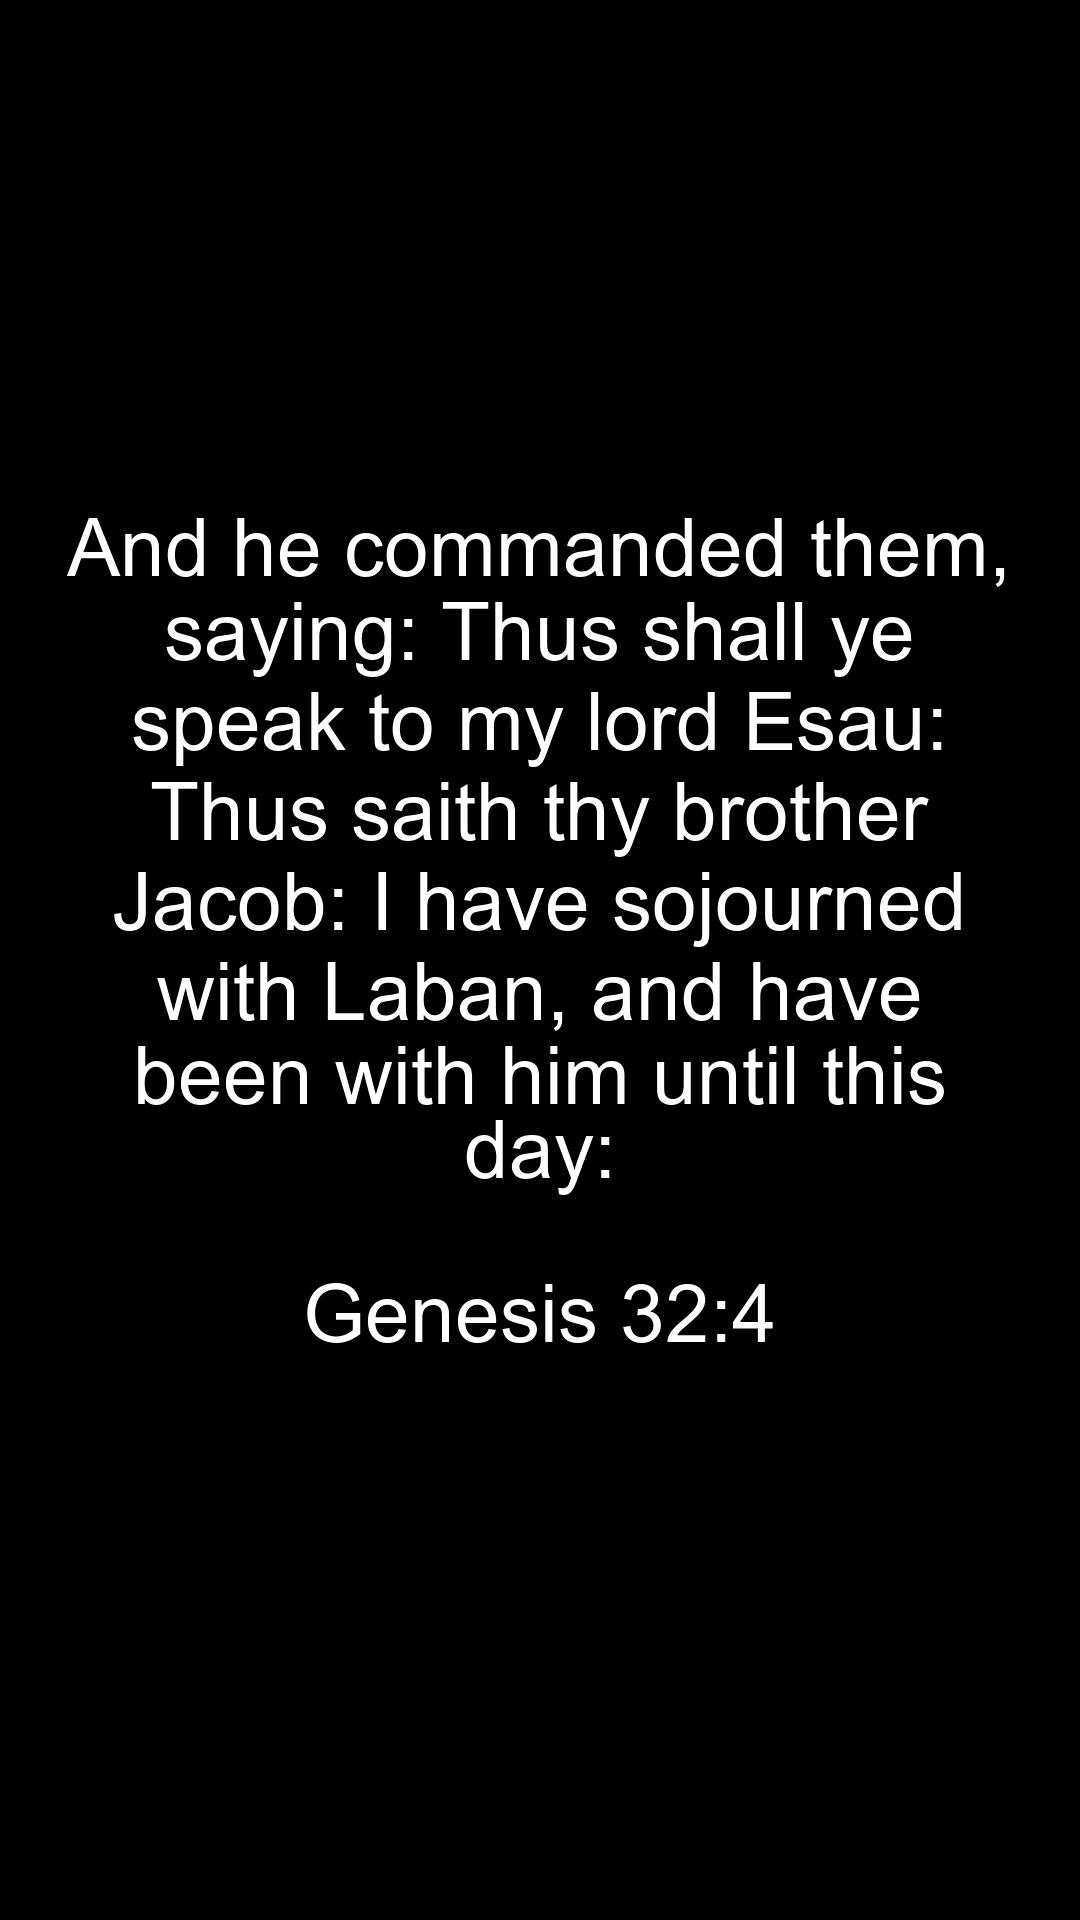 And he commanded them,
saying: Thus shall ye
speak to my lord Esau:
Thus saith thy brother
Jacob: I have sojourned
with Laban, and have
been with him until this
day:
Genesis 32:4